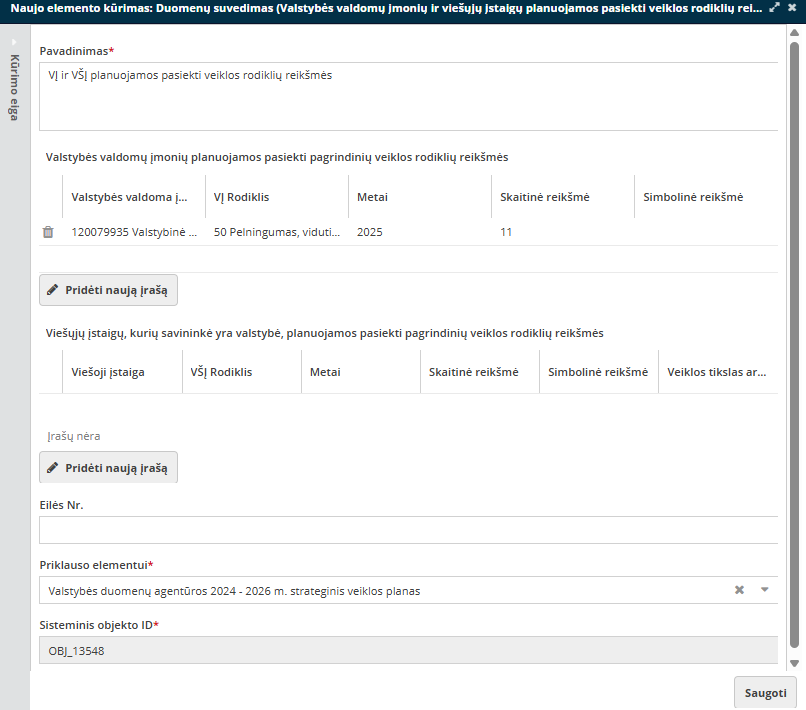 Naujo elemento kūrimas: Duomenų suvedimas (Valstybės valdomų įmonių ir viešųjų įstaigų planuojamos pasiekti veiklos rodiklių rei...
Kūrimo eiga
Pavadinimas*
VĮ ir VŠĮ planuojamos pasiekti veiklos rodiklių reikšmės
Valstybės valdomų įmonių planuojamos pasiekti pagrindinių veiklos rodiklių reikšmės
Valstybės valdoma į... VĮ Rodiklis Metai Skaitinė reikšmė Simbolinė reikšmė
120079935 Valstybinė ... 50 Pelningumas, viduti... 2025 11
Pridėti naują įrašą
Viešųjų įstaigų, kurių savininkė yra valstybė, planuojamos pasiekti pagrindinių veiklos rodiklių reikšmės
Viešoji įstaiga VŠĮ Rodiklis Metai Skaitinė reikšmė Simbolinė reikšmė Veiklos tikslas ar...
Įrašų nėra
Pridėti naują įrašą
Eilės Nr.
Priklauso elementui*
Valstybės duomenų agentūros 2024 - 2026 m. strateginis veiklos planas
Sisteminis objekto ID*
OBJ_13548
Saugoti